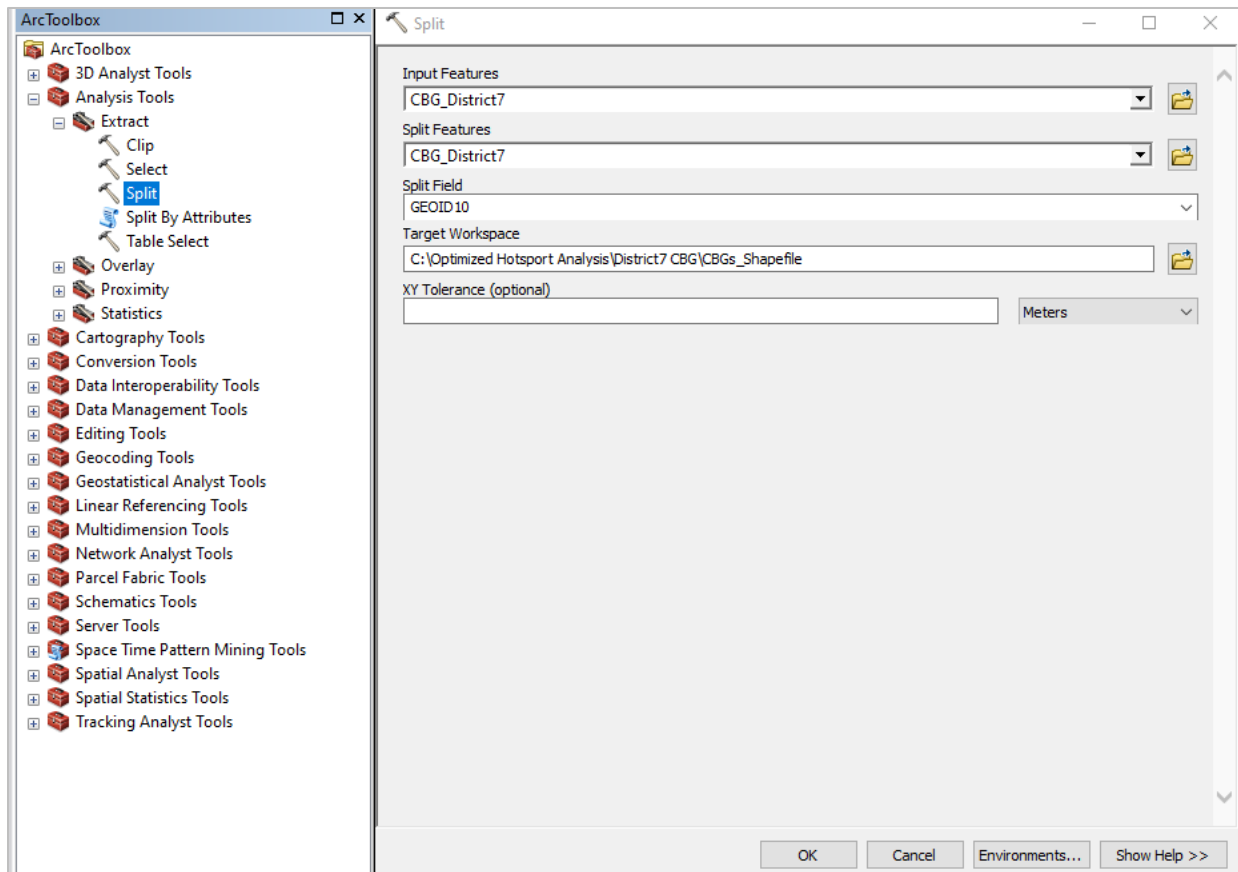 ArcToolbox
ArcToolbox
3D Analyst Tools
Analysis Tools
Extract
Clip
Select
Split
Split By Attributes
Table Select
Overlay
Proximity
Statistics
Cartography Tools
Conversion Tools
Data Interoperability Tools
Data Management Tools
Editing Tools
Geocoding Tools
Geostatistical Analyst Tools
Linear Referencing Tools
Multidimension Tools
Network Analyst Tools
Parcel Fabric Tools
Schematics Tools
Server Tools
Space Time Pattern Mining Tools
Spatial Analyst Tools
Spatial Statistics Tools
Tracking Analyst Tools
Split
Input Features
CBG_District7
Split Features
CBG_District7
Split Field
GEOID10
Target Workspace
C:\Optimized Hotsport Analysis\District7 CBG\CBGs_Shapefile
XY Tolerance (optional)
Meters
OK Cancel Environments... Show Help >>